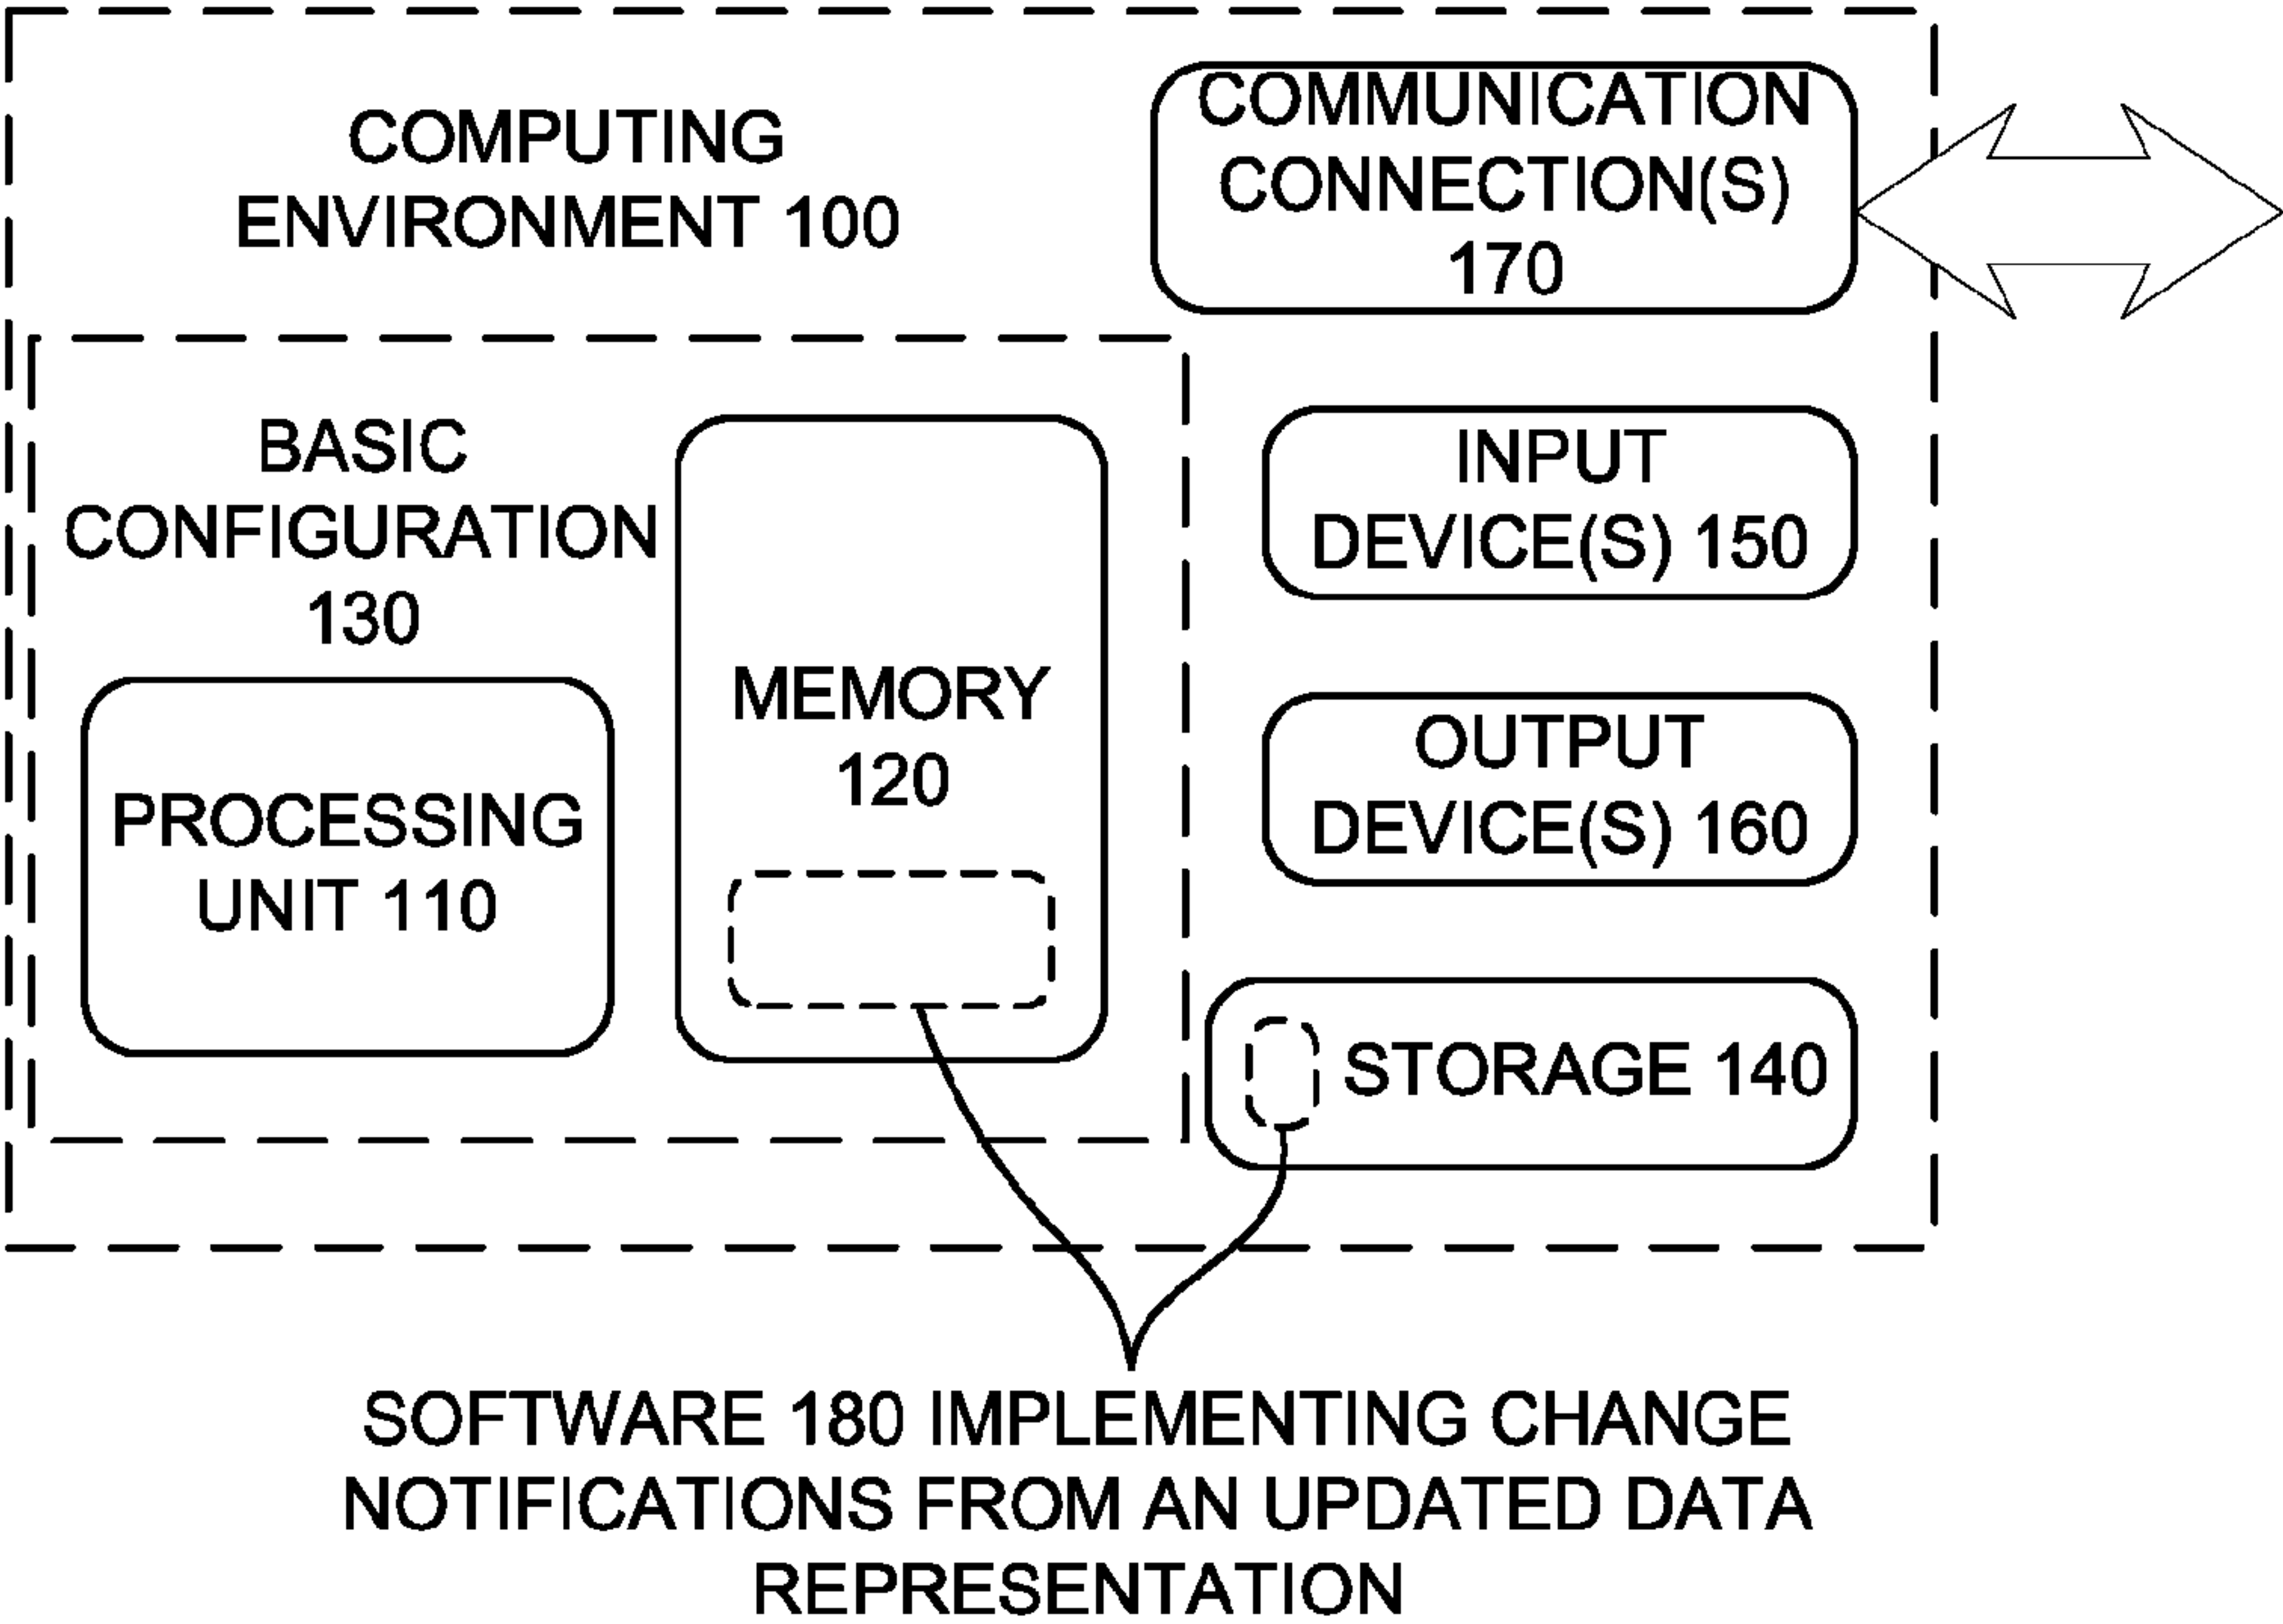 COMPUTING
ENVIRONMENT 100
COMMUNICATION
CONNECTION(S)
170
BASIC
CONFIGURATION
130
PROCESSING
UNIT 110
MEMORY
120
INPUT
DEVICE(S) 150
OUTPUT
DEVICE(S) 160
STORAGE 140
SOFTWARE 180 IMPLEMENTING CHANGE
NOTIFICATIONS FROM AN UPDATED DATA
REPRESENTATION